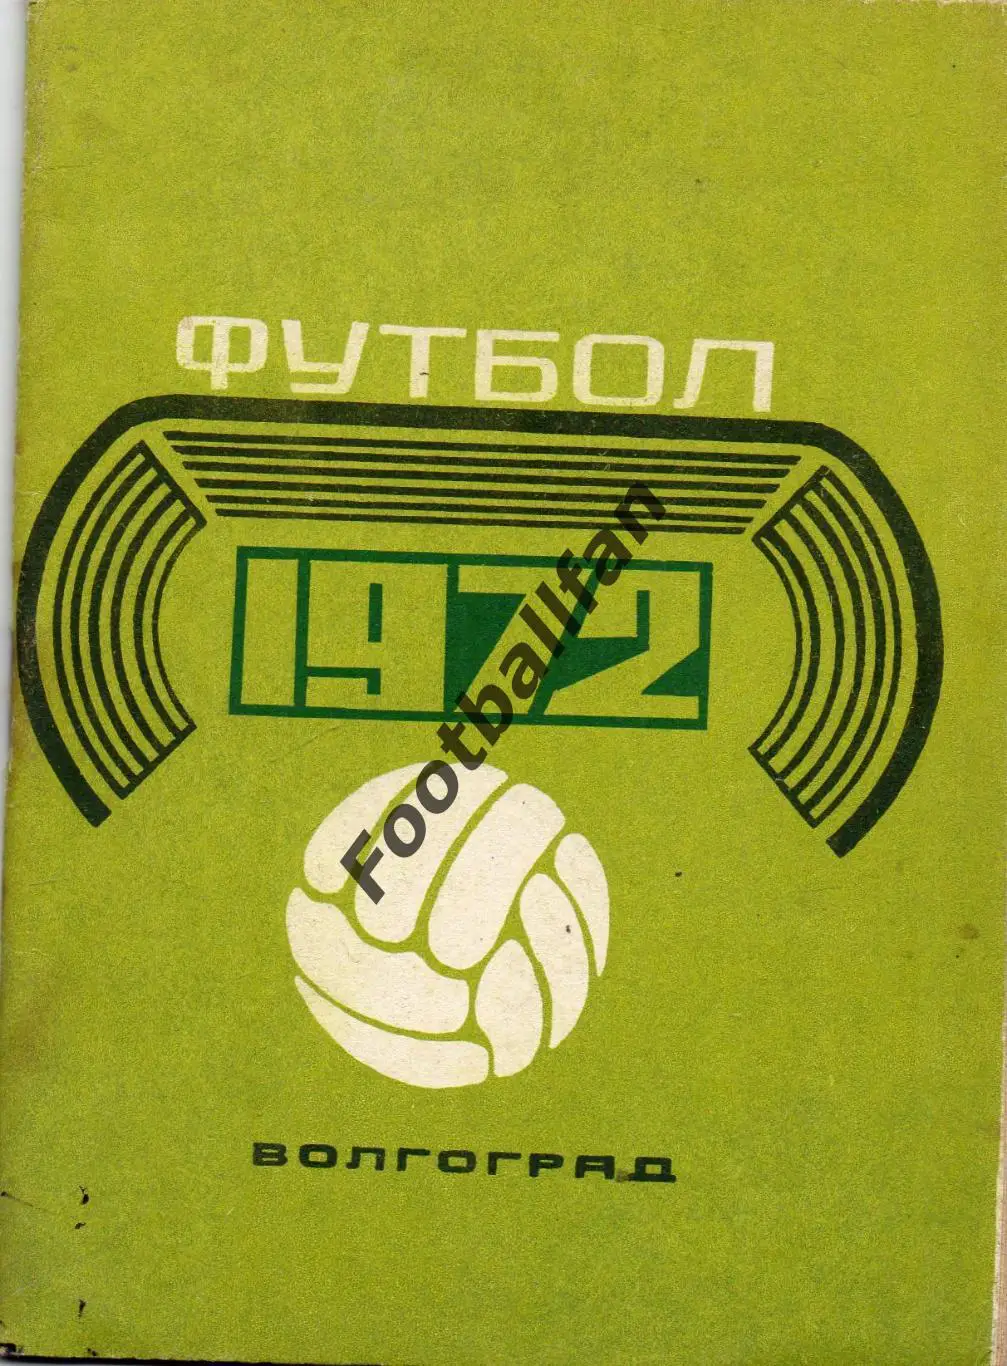 ФУТБОЛ
1972
Footballfan
ВОЛГОГРАД